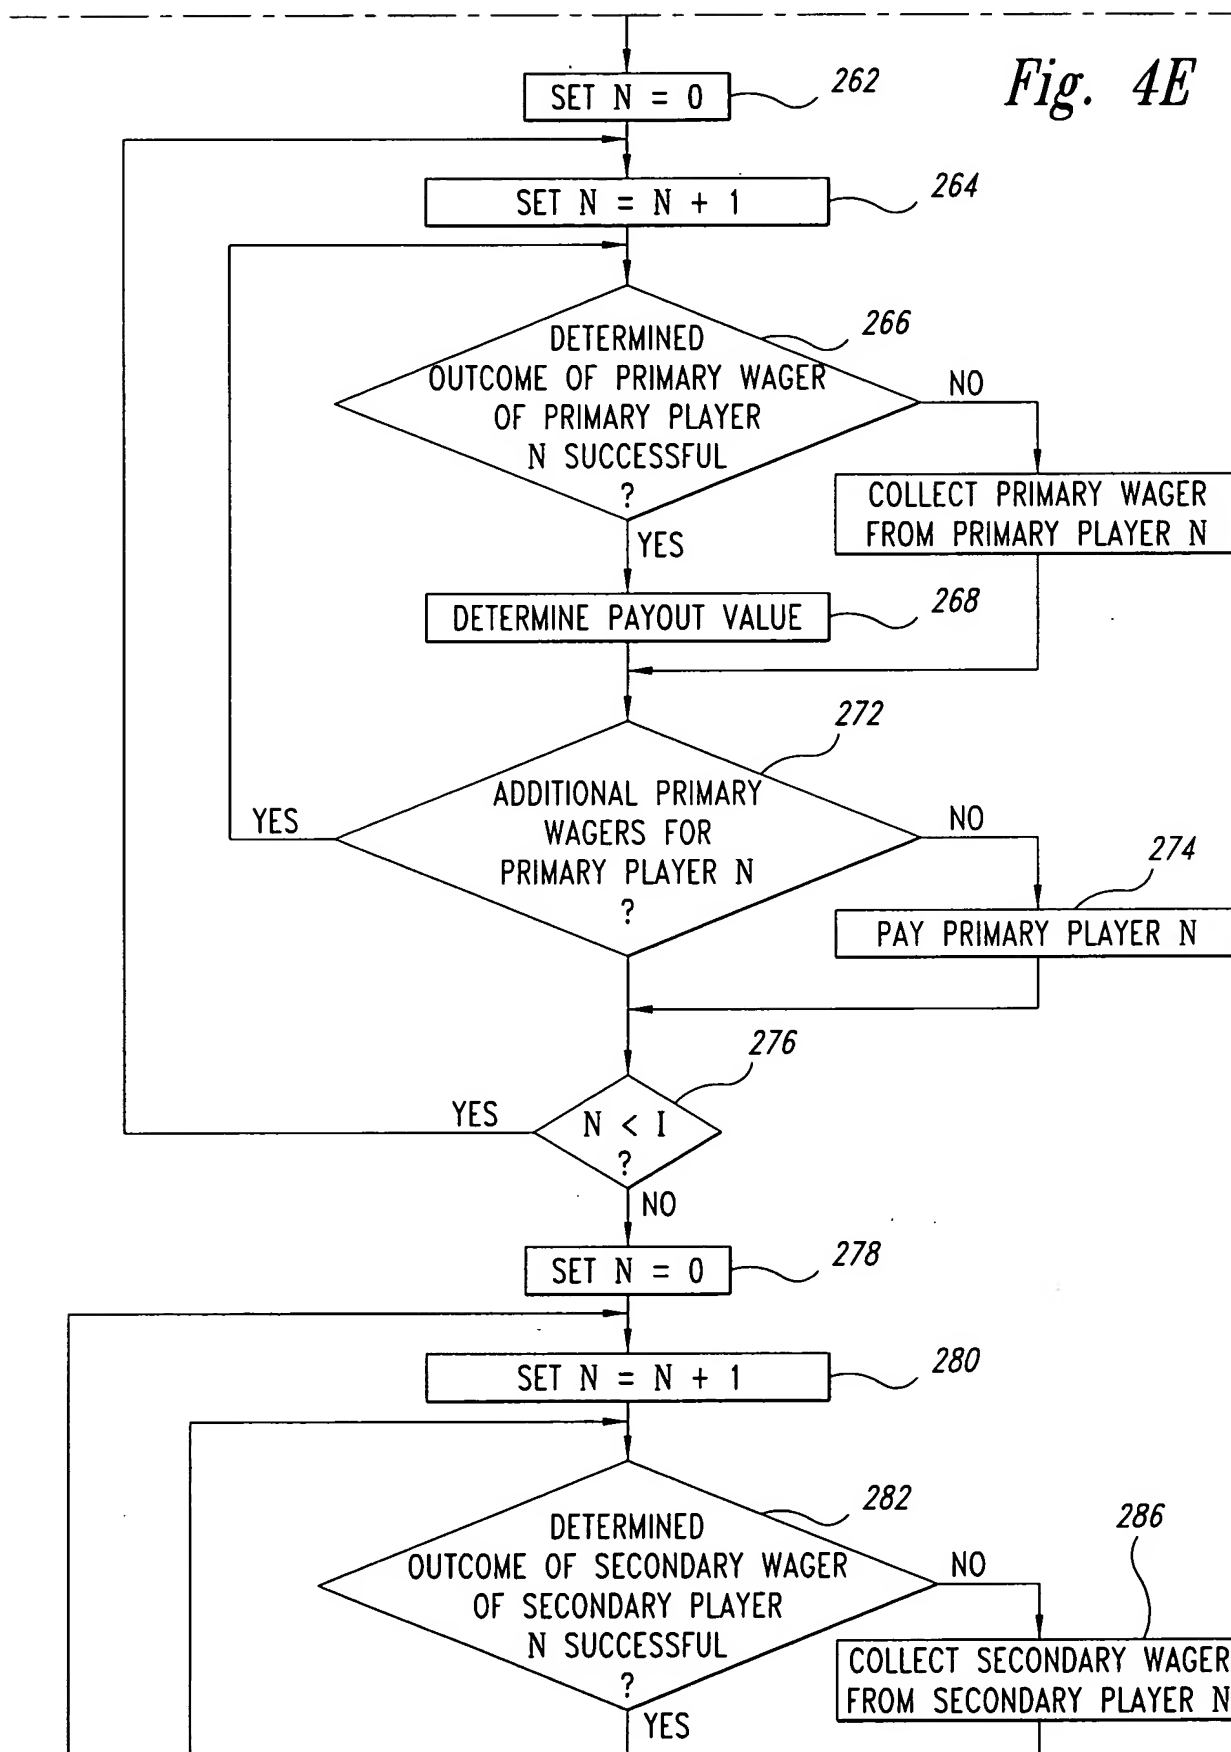 Fig. 4E
SET N = 0
262
SET N = N + 1
264
DETERMINED
OUTCOME OF PRIMARY WAGER
OF PRIMARY PLAYER
N SUCCESSFUL
?
266
NO
COLLECT PRIMARY WAGER
FROM PRIMARY PLAYER N
YES
DETERMINE PAYOUT VALUE
268
272
ADDITIONAL PRIMARY
WAGERS FOR
PRIMARY PLAYER N
?
YES
NO
274
PAY PRIMARY PLAYER N
276
YES
N < I
?
NO
SET N = 0
278
SET N = N + 1
280
282
DETERMINED
OUTCOME OF SECONDARY WAGER
OF SECONDARY PLAYER
N SUCCESSFUL
?
NO
286
COLLECT SECONDARY WAGER
FROM SECONDARY PLAYER N
YES